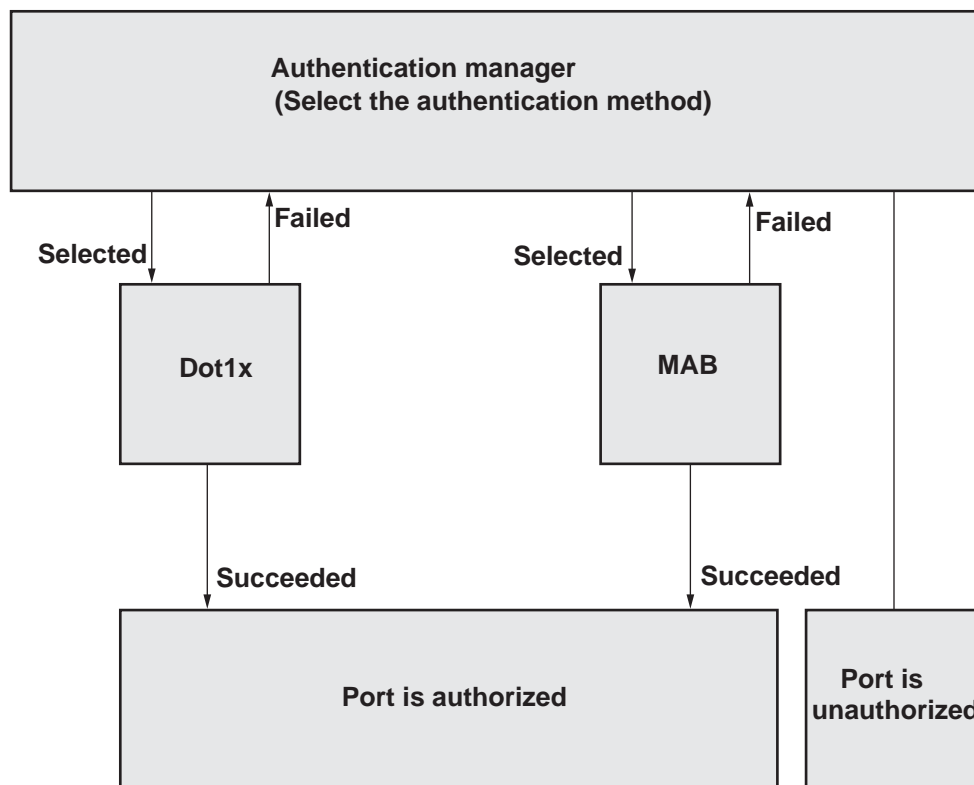 Authentication manager
(Select the authentication method)
Failed
Failed
Selected
Selected
Dot1x
MAB
Succeeded
Succeeded
Port is authorized
Port is
unauthorized